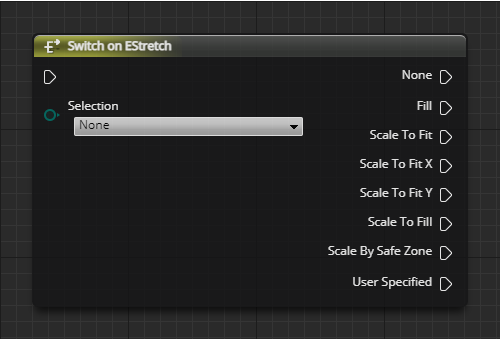 Switch on EStretch
None
Selection
None
Fill
Scale To Fit
Scale To Fit X
Scale To Fit Y
Scale To Fill
Scale By Safe Zone
User Specified